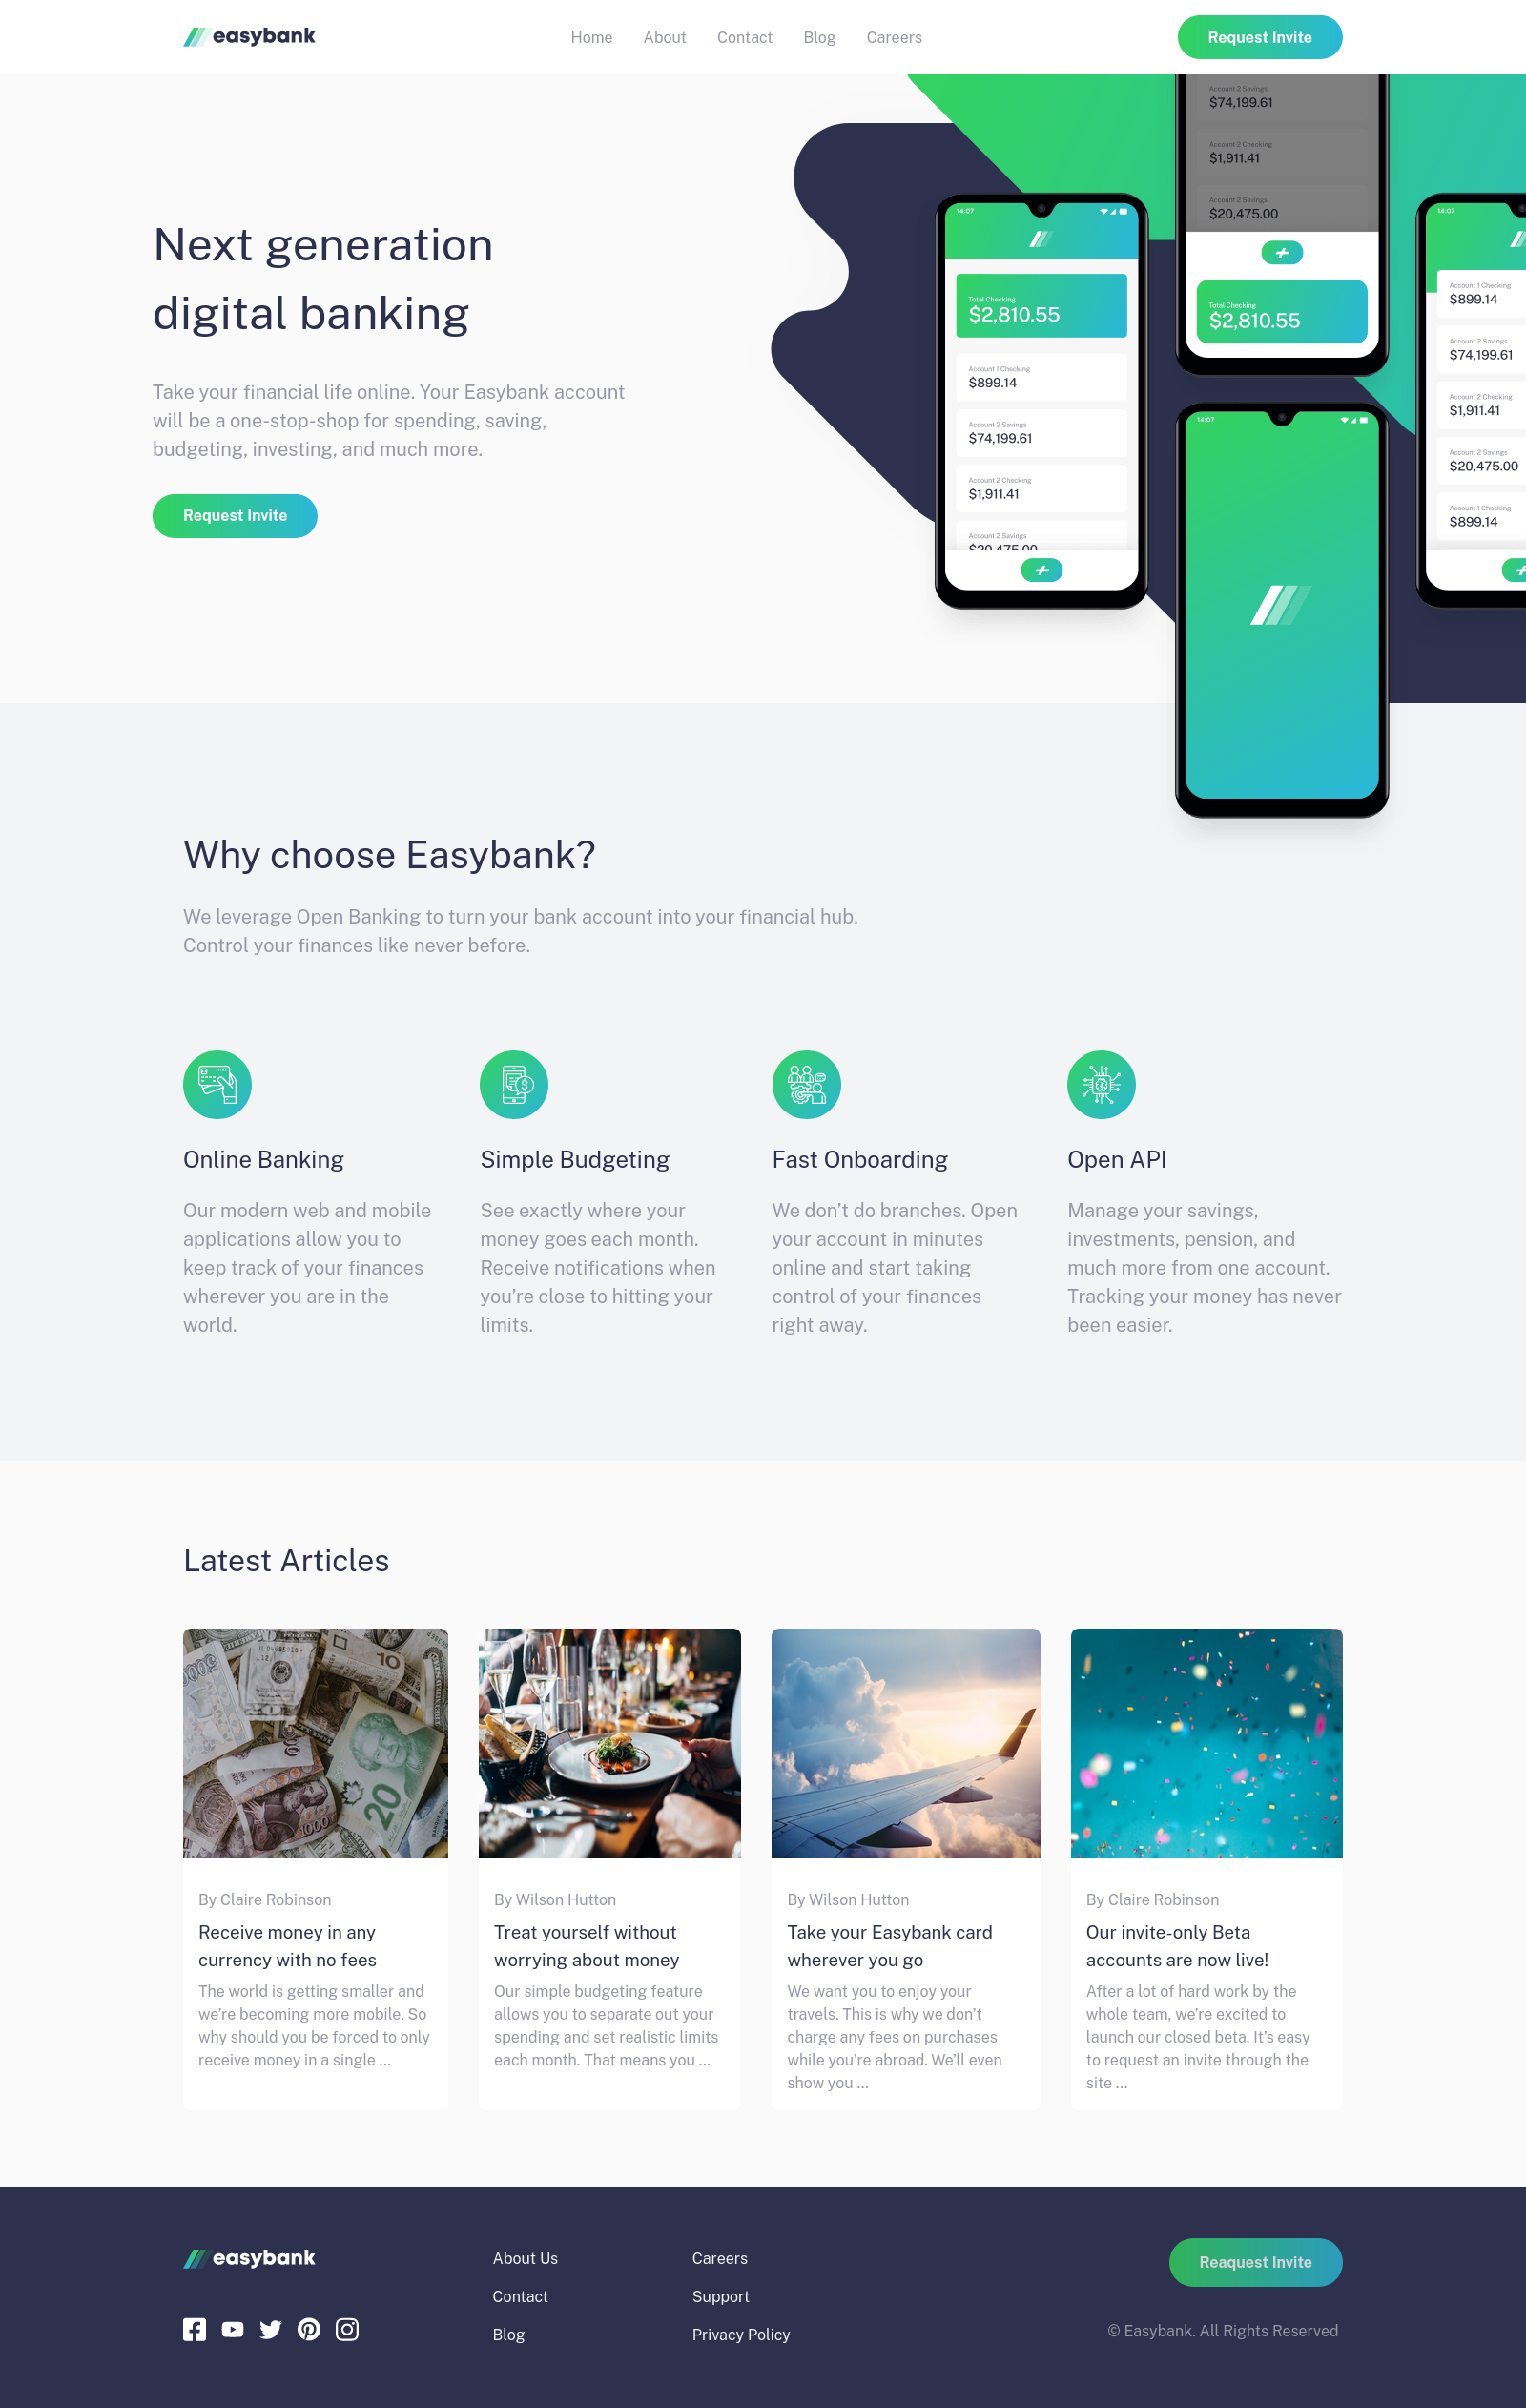 easybank
Home About Contact Blog Careers
Request Invite
Next generation
digital banking
Take your financial life online. Your Easybank account
will be a one-stop-shop for spending, saving,
budgeting, investing, and much more.
Request Invite
Account 2 Savings
$74,199.61
Account 2 Checking
$1,911.41
Account 2 Savings
$20,475.00
Total Checking
$2,810.55
14:07
Total Checking
$2,810.55
Account 1 Checking
$899.14
Account 2 Savings
$74,199.61
Account 2 Checking
$1,911.41
Account 2 Savings
$20,475.00
14:07
14:07
Account 1 Checking
$899.14
Account 2 Savings
$74,199.61
Account 2 Checking
$1,911.41
Account 2 Savings
$20,475.00
Account 1 Checking
$899.14
Why choose Easybank?
We leverage Open Banking to turn your bank account into your financial hub.
Control your finances like never before.
Online Banking
Our modern web and mobile
applications allow you to
keep track of your finances
wherever you are in the
world.
Simple Budgeting
See exactly where your
money goes each month.
Receive notifications when
you’re close to hitting your
limits.
Fast Onboarding
We don’t do branches. Open
your account in minutes
online and start taking
control of your finances
right away.
Open API
Manage your savings,
investments, pension, and
much more from one account.
Tracking your money has never
been easier.
Latest Articles
By Claire Robinson
Receive money in any
currency with no fees
The world is getting smaller and
we’re becoming more mobile. So
why should you be forced to only
receive money in a single …
By Wilson Hutton
Treat yourself without
worrying about money
Our simple budgeting feature
allows you to separate out your
spending and set realistic limits
each month. That means you …
By Wilson Hutton
Take your Easybank card
wherever you go
We want you to enjoy your
travels. This is why we don’t
charge any fees on purchases
while you’re abroad. We’ll even
show you …
By Claire Robinson
Our invite-only Beta
accounts are now live!
After a lot of hard work by the
whole team, we’re excited to
launch our closed beta. It’s easy
to request an invite through the
site …
easybank
About Us
Contact
Blog
Careers
Support
Privacy Policy
Reaquest Invite
© Easybank. All Rights Reserved